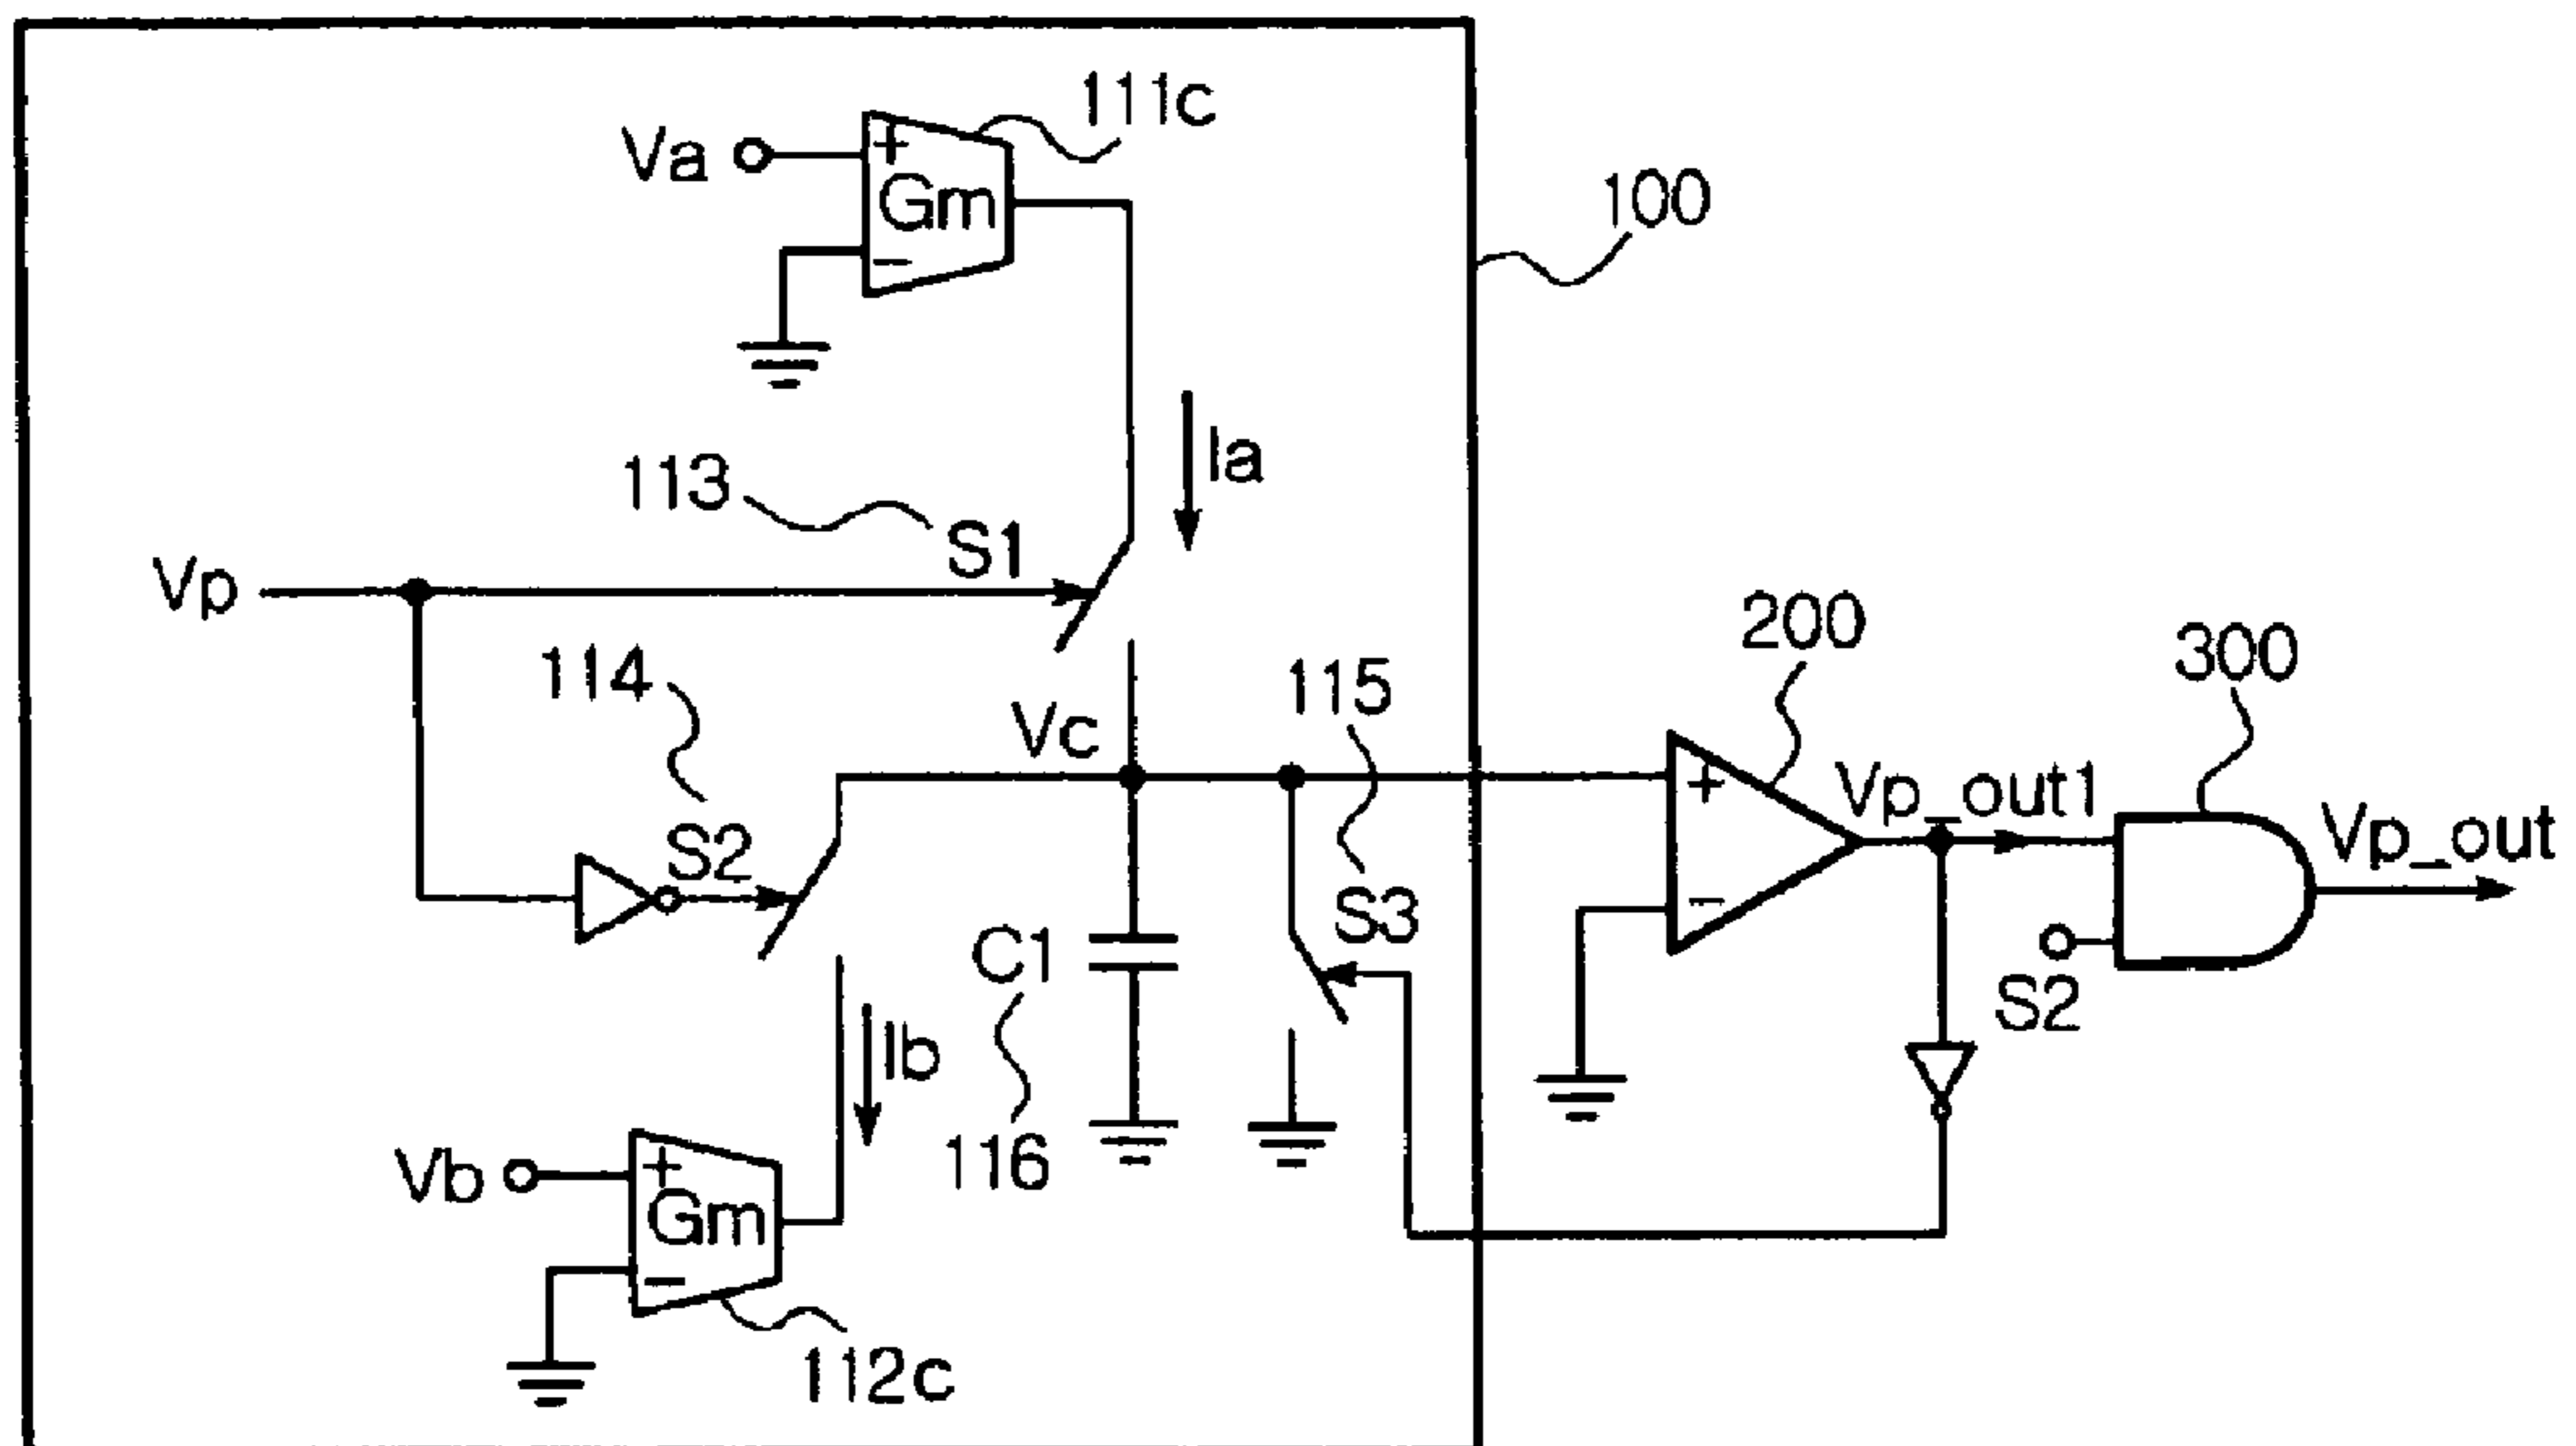 111c
Va
+
Gm
−
100
Ia
113
S1
Vp
114
Vc
115
200
300
S2
+
−
Vp_out1
Vp_out
S3
C1
S2
Ib
116
Vb
+
Gm
−
112c